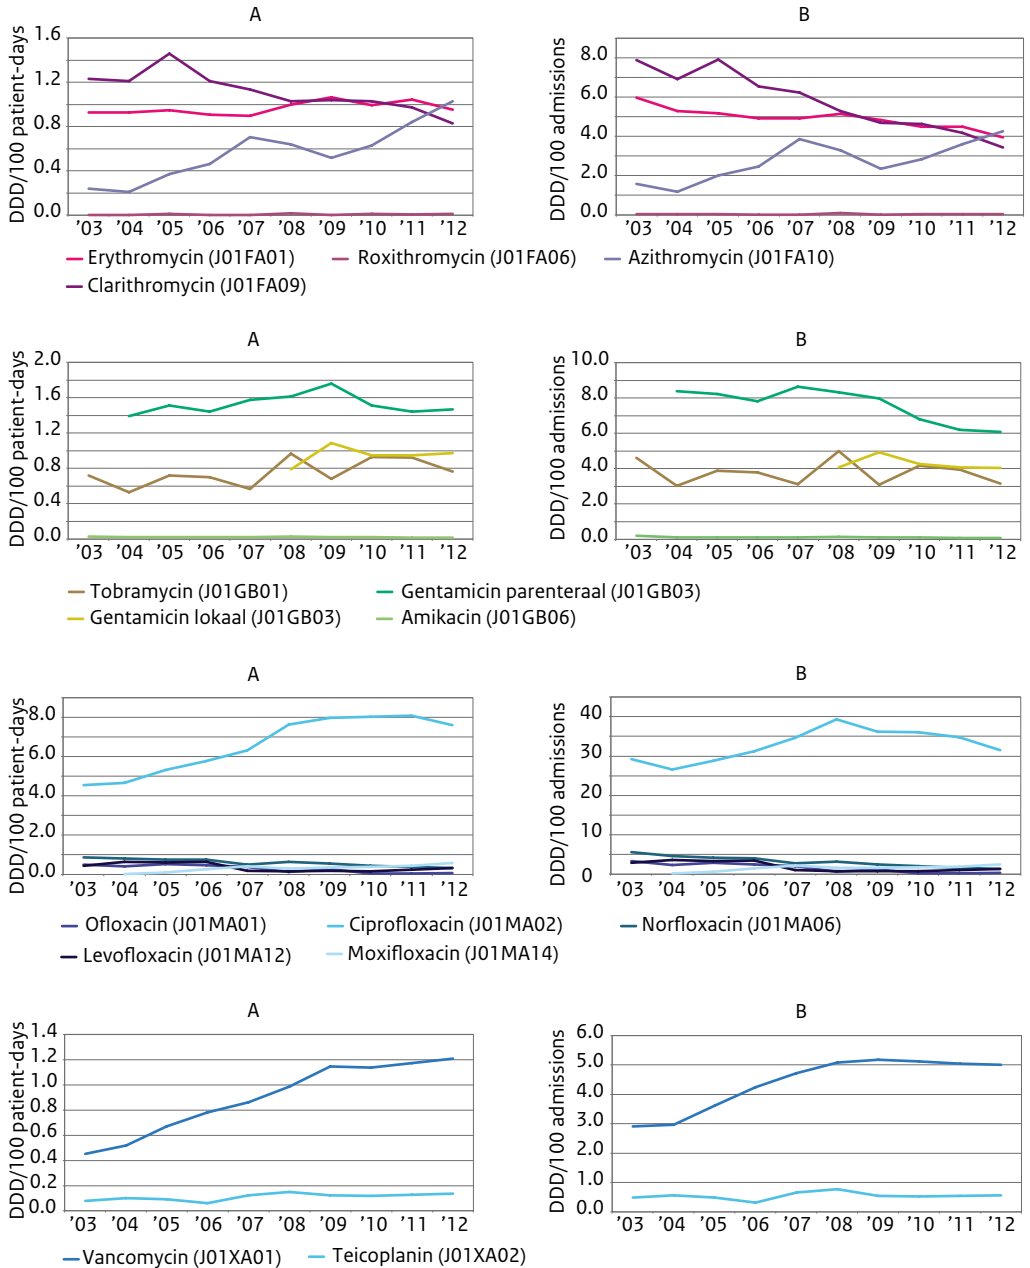 A
B
DDD/100 patient-days
1.6
1.2
0.8
0.4
0.0
'03 '04 '05 '06 '07 '08 '09 '10 '11 '12
DDD/100 admissions
8.0
6.0
4.0
2.0
0.0
'03 '04 '05 '06 '07 '08 '09 '10 '11 '12
Erythromycin (J01FA01) Roxithromycin (J01FA06) Azithromycin (J01FA10)
Clarithromycin (J01FA09)
A
B
DDD/100 patient-days
2.0
1.6
1.2
0.8
0.4
0.0
'03 '04 '05 '06 '07 '08 '09 '10 '11 '12
DDD/100 admissions
10.0
8.0
6.0
4.0
2.0
0.0
'03 '04 '05 '06 '07 '08 '09 '10 '11 '12
Tobramycin (J01GB01) Gentamicin parenteraal (J01GB03)
Gentamicin lokaal (J01GB03) Amikacin (J01GB06)
A
B
DDD/100 patient-days
8.0
6.0
4.0
2.0
0.0
'03 '04 '05 '06 '07 '08 '09 '10 '11 '12
DDD/100 admissions
40
30
20
10
0
'03 '04 '05 '06 '07 '08 '09 '10 '11 '12
Ofloxacin (J01MA01) Ciprofloxacin (J01MA02) Norfloxacin (J01MA06)
Levofloxacin (J01MA12) Moxifloxacin (J01MA14)
A
B
DDD/100 patient-days
1.4
1.2
1.0
0.8
0.6
0.4
0.2
0.0
'03 '04 '05 '06 '07 '08 '09 '10 '11 '12
DDD/100 admissions
6.0
5.0
4.0
3.0
2.0
1.0
0.0
'03 '04 '05 '06 '07 '08 '09 '10 '11 '12
Vancomycin (J01XA01) Teicoplanin (J01XA02)